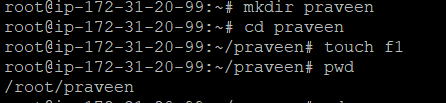 root@ip-172-31-20-99:~# mkdir praveen
root@ip-172-31-20-99:~# cd praveen
root@ip-172-31-20-99:~/praveen# touch f1
root@ip-172-31-20-99:~/praveen# pwd
/root/praveen